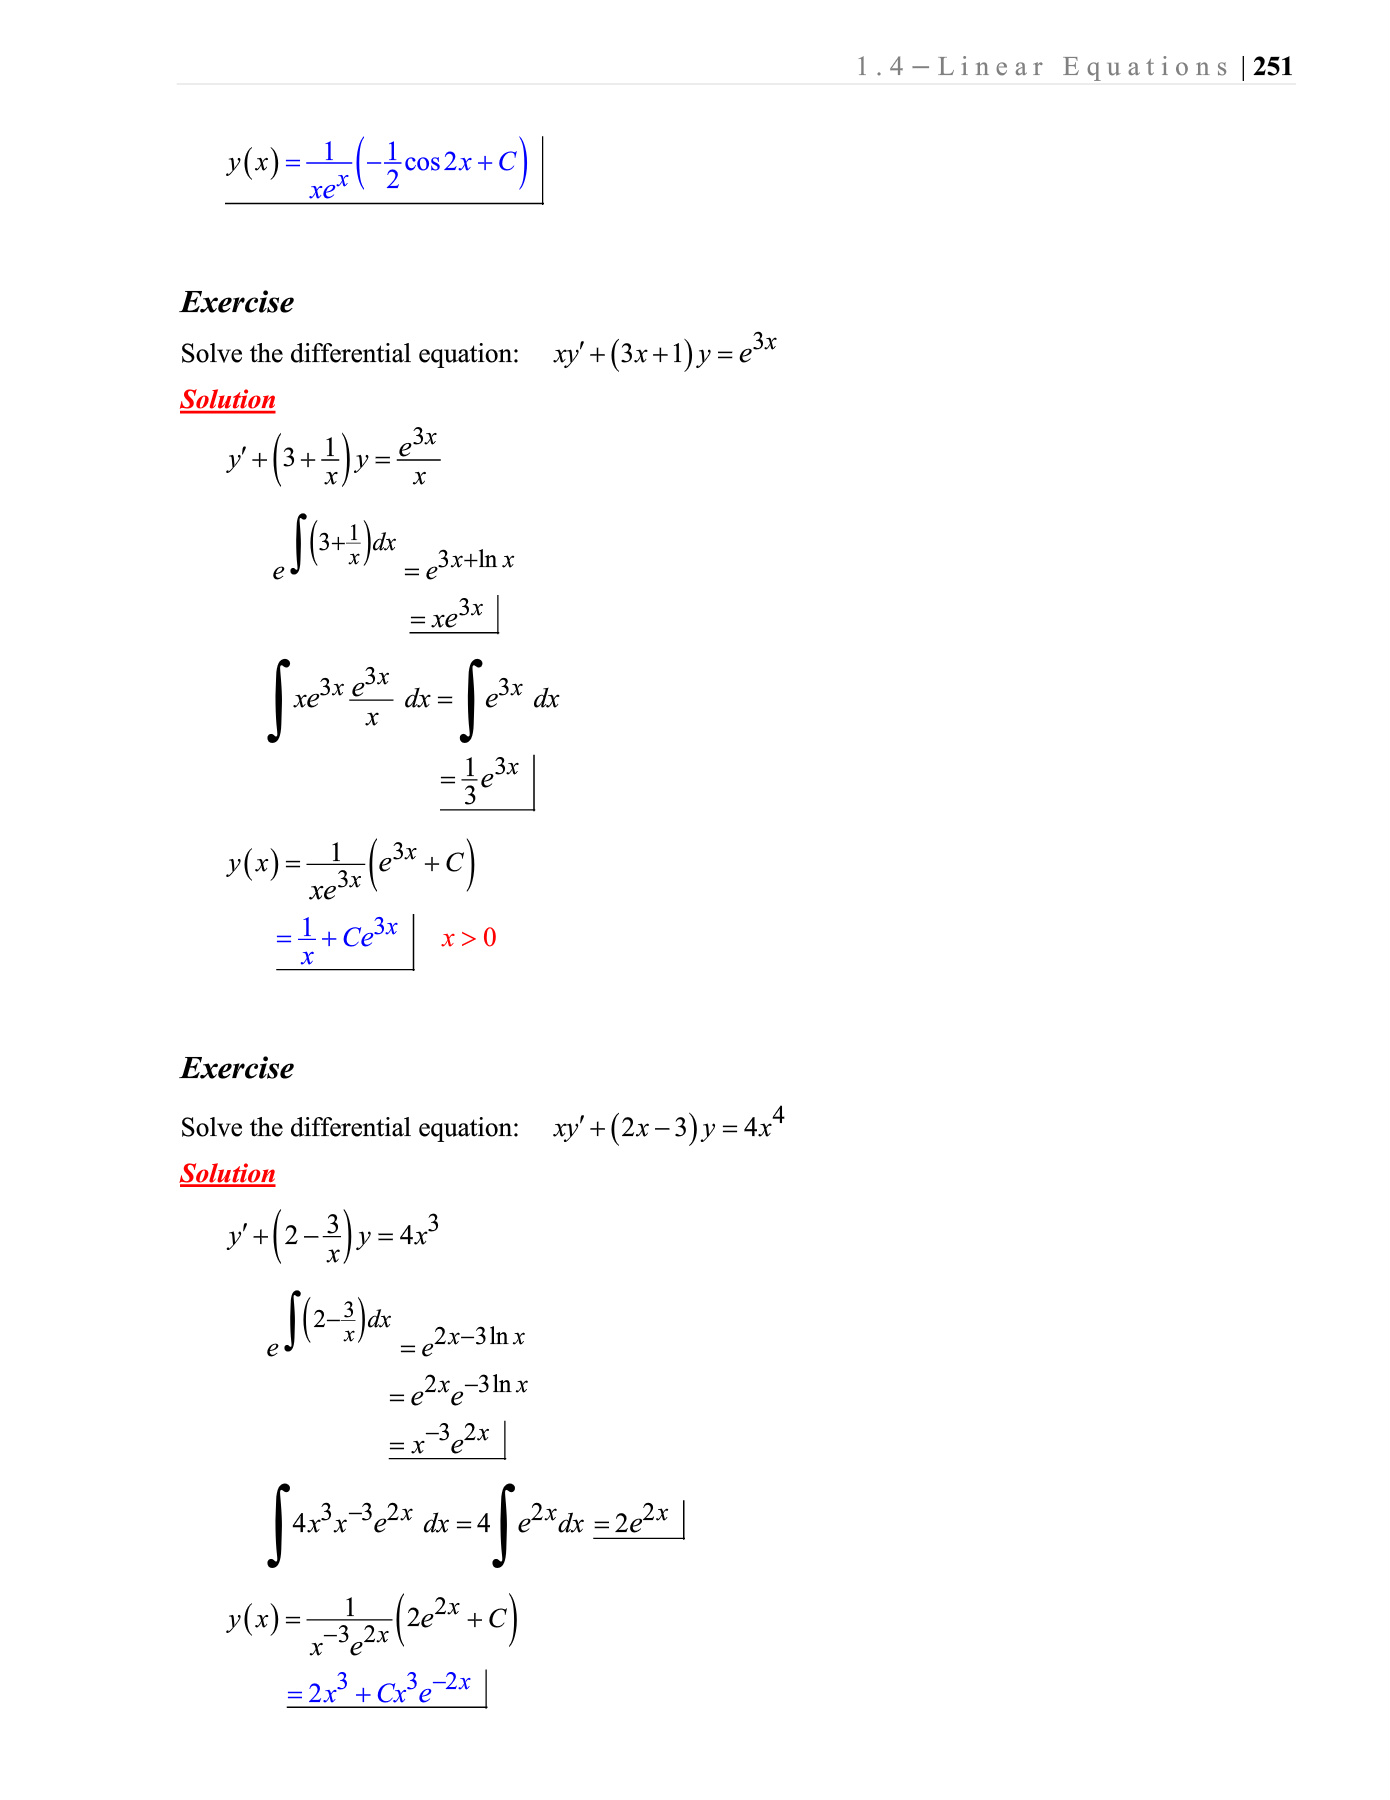 1.4 – Linear Equations | 251
y(x) = \frac{1}{xe^x}\left(-\frac{1}{2}\cos 2x + C\right)
Exercise
Solve the differential equation: xy' + (3x+1)y = e^{3x}
Solution
y' + \left(3 + \frac{1}{x}\right)y = \frac{e^{3x}}{x}
e^{\int\left(3+\frac{1}{x}\right)dx} = e^{3x+\ln x}
= xe^{3x}
\int xe^{3x}\frac{e^{3x}}{x} dx = \int e^{3x} dx
= \frac{1}{3}e^{3x}
y(x) = \frac{1}{xe^{3x}}\left(e^{3x} + C\right)
= \frac{1}{x} + Ce^{3x} x > 0
Exercise
Solve the differential equation: xy' + (2x−3)y = 4x^4
Solution
y' + \left(2 − \frac{3}{x}\right)y = 4x^3
e^{\int\left(2−\frac{3}{x}\right)dx} = e^{2x−3\ln x}
= e^{2x}e^{−3\ln x}
= x^{−3}e^{2x}
\int 4x^3x^{−3}e^{2x} dx = 4\int e^{2x}dx = 2e^{2x}
y(x) = \frac{1}{x^{−3}e^{2x}}\left(2e^{2x} + C\right)
= 2x^3 + Cx^3e^{−2x}